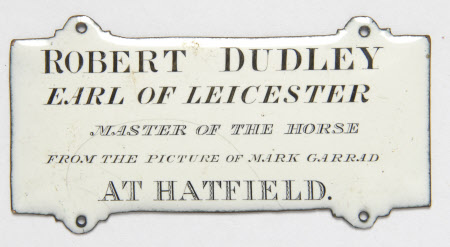 ROBERT DUDLEY
EARL OF LEICESTER
MASTER OF THE HORSE
FROM THE PICTURE OF MARK GARRAD
AT HATFIELD.